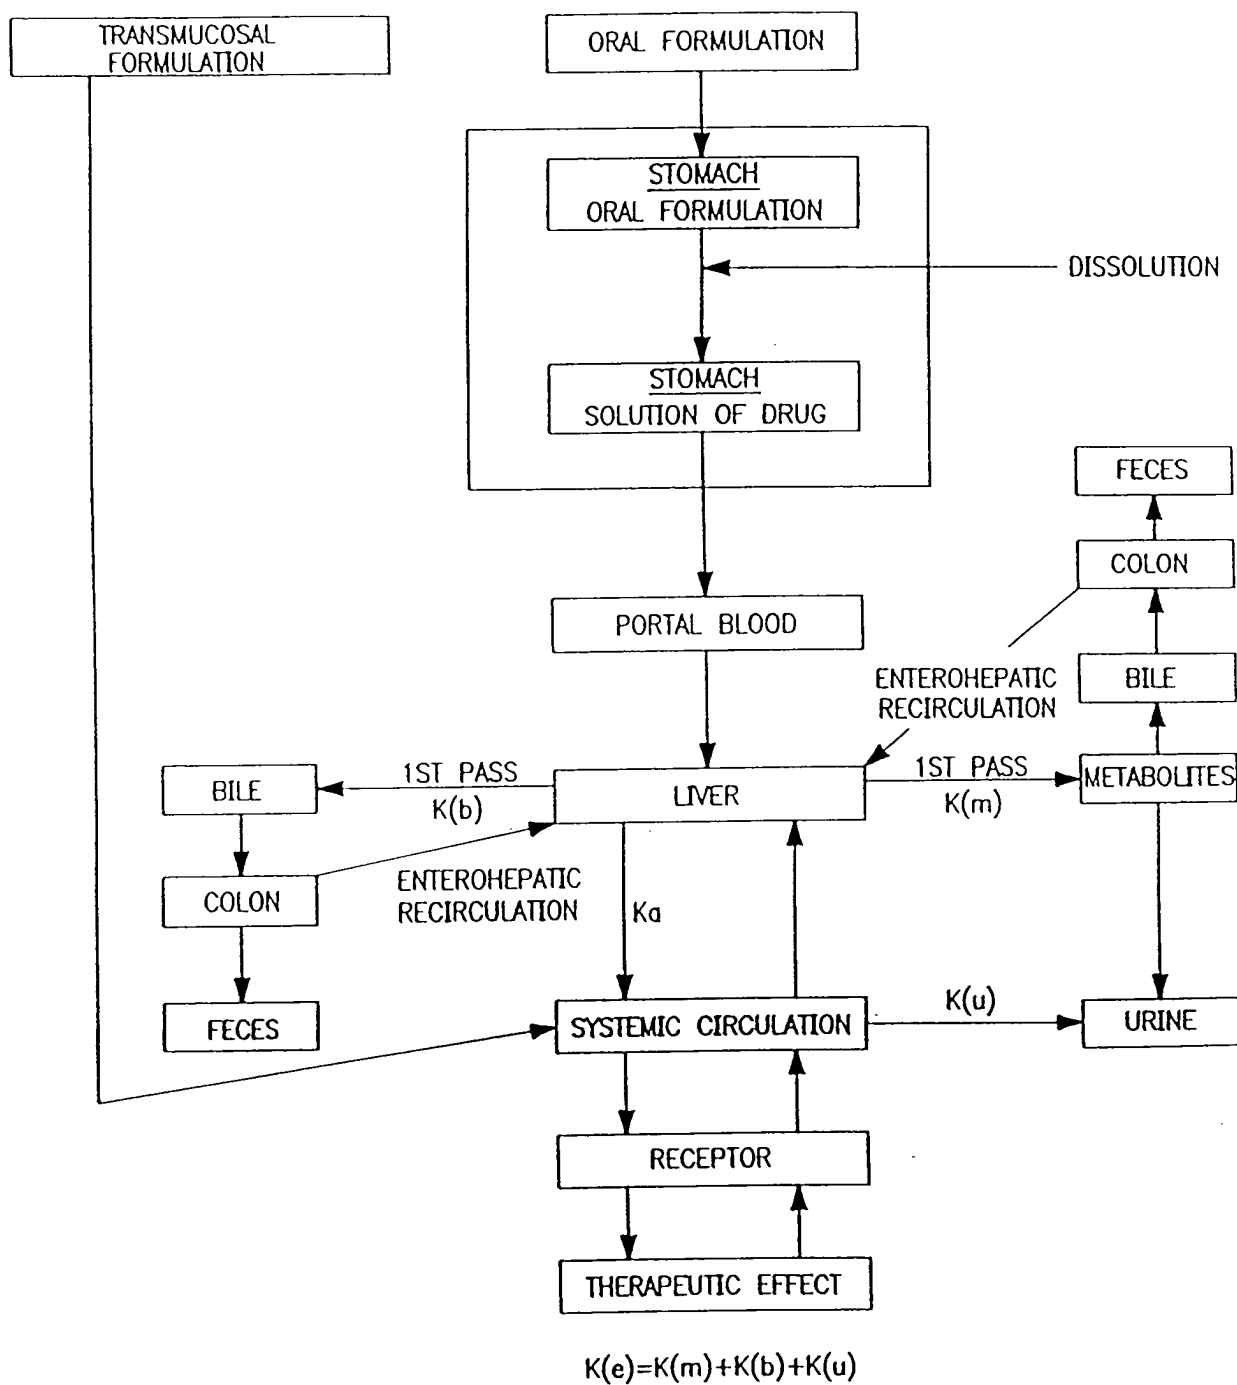 TRANSMUCOSAL
FORMULATION
ORAL FORMULATION
STOMACH
ORAL FORMULATION
DISSOLUTION
STOMACH
SOLUTION OF DRUG
FECES
COLON
PORTAL BLOOD
ENTEROHEPATIC
RECIRCULATION
BILE
BILE
1ST PASS
K(b)
LIVER
1ST PASS
K(m)
METABOLITES
COLON
ENTEROHEPATIC
RECIRCULATION
Ka
FECES
SYSTEMIC CIRCULATION
K(u)
URINE
RECEPTOR
THERAPEUTIC EFFECT
K(e)=K(m)+K(b)+K(u)